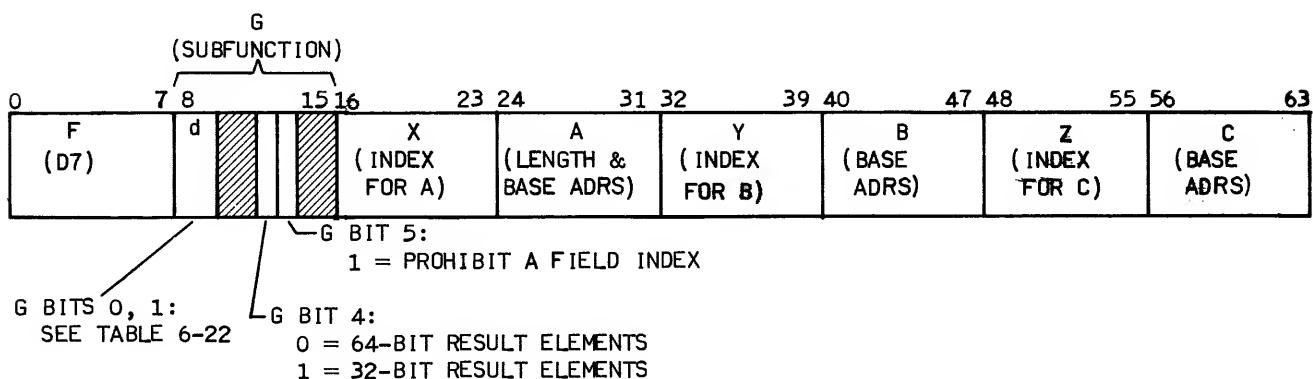 G
(SUBFUNCTION)
0 7 8 15 16 23 24 31 32 39 40 47 48 55 56 63
F d X A Y B Z C
(D7) (INDEX (LENGTH & (INDEX (BASE (INDEX (BASE
FOR A) BASE ADRS) FOR B) ADRS) FOR C) ADRS)
G BIT 5:
1 = PROHIBIT A FIELD INDEX
G BITS 0, 1:
SEE TABLE 6-22
G BIT 4:
0 = 64-BIT RESULT ELEMENTS
1 = 32-BIT RESULT ELEMENTS